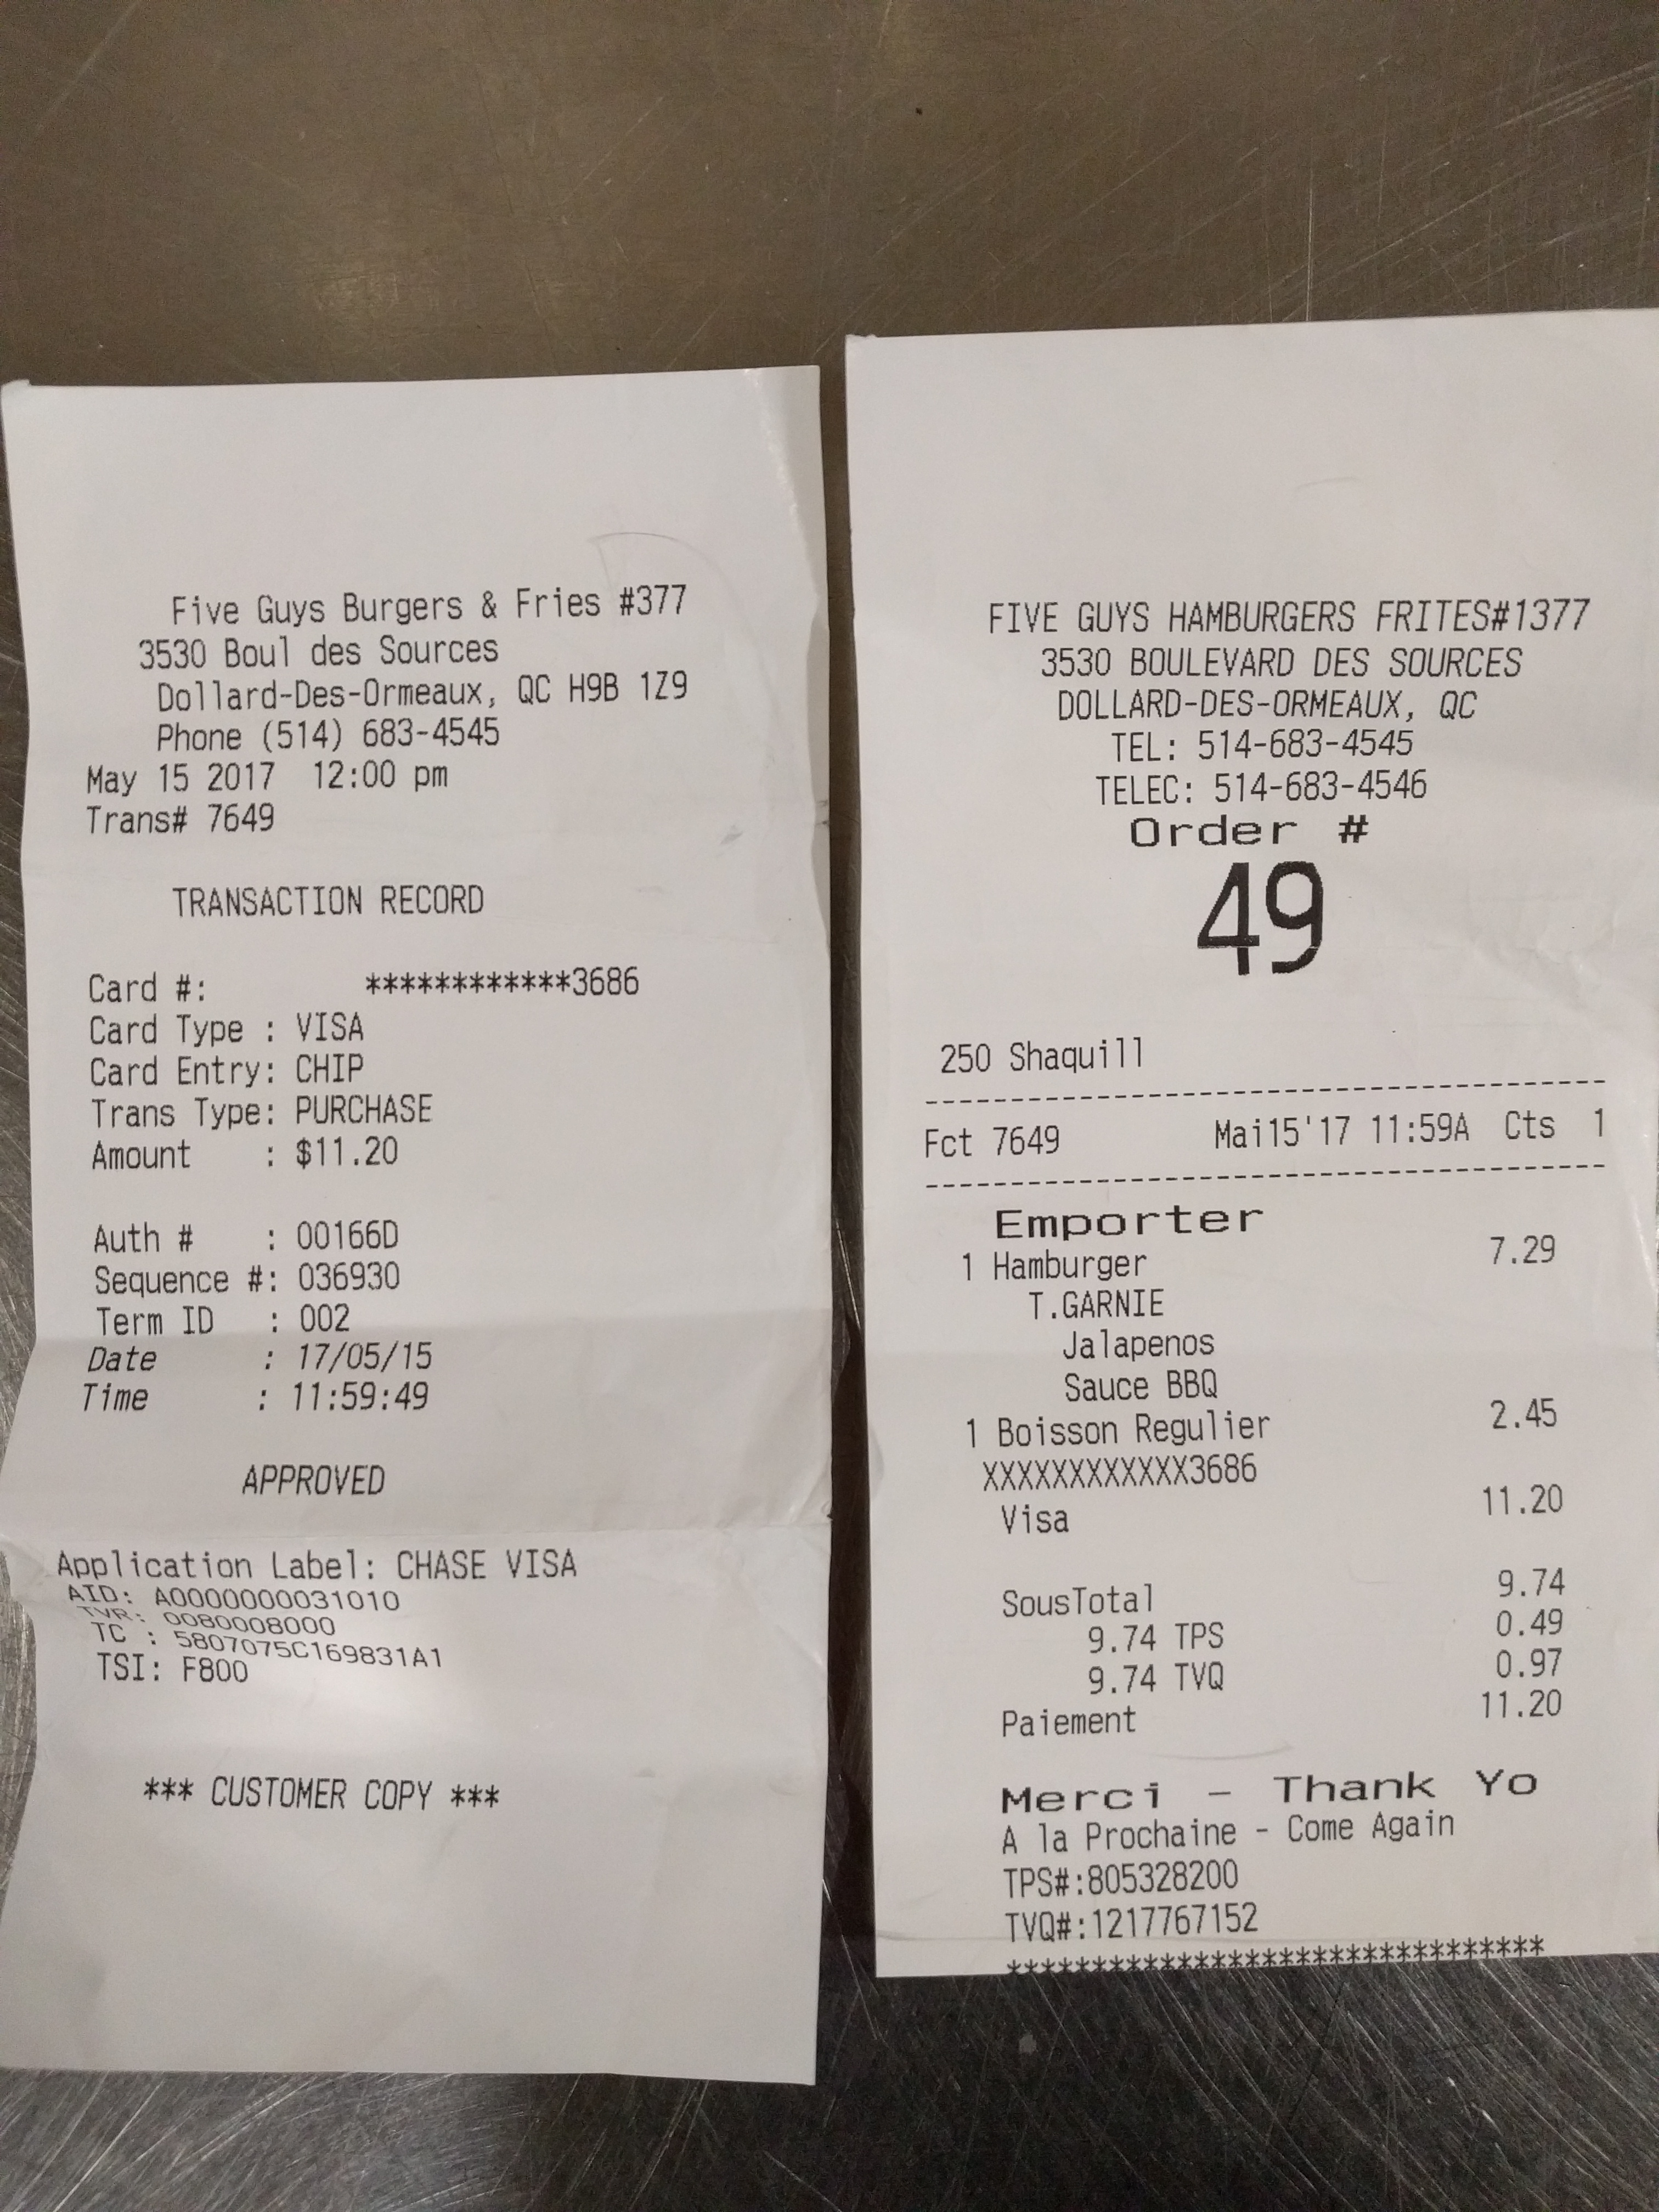 Five Guys Burgers & Fries #377
3530 Boul des Sources
Dollard-Des-Ormeaux, QC H9B 1Z9
Phone (514) 683-4545
May 15 2017 12:00 pm
Trans# 7649
TRANSACTION RECORD
Card #: ************3686
Card Type : VISA
Card Entry: CHIP
Trans Type: PURCHASE
Amount : $11.20
Auth # : 00166D
Sequence #: 036930
Term ID : 002
Date : 17/05/15
Time : 11:59:49
APPROVED
Application Label: CHASE VISA
AID: A0000000031010
TVR: 0080008000
TC : 5807075C169831A1
TSI: F800
*** CUSTOMER COPY ***
FIVE GUYS HAMBURGERS FRITES#1377
3530 BOULEVARD DES SOURCES
DOLLARD-DES-ORMEAUX, QC
TEL: 514-683-4545
TELEC: 514-683-4546
Order #
49
250 Shaquill
----------------------------------------
Fct 7649 Mai15'17 11:59A Cts 1
----------------------------------------
Emporter
1 Hamburger 7.29
T.GARNIE
Jalapenos
Sauce BBQ
1 Boisson Regulier 2.45
XXXXXXXXXXXX3686
Visa 11.20
SousTotal 9.74
9.74 TPS 0.49
9.74 TVQ 0.97
Paiement 11.20
Merci - Thank Yo
A la Prochaine - Come Again
TPS#:805328200
TVQ#:1217767152
********************************